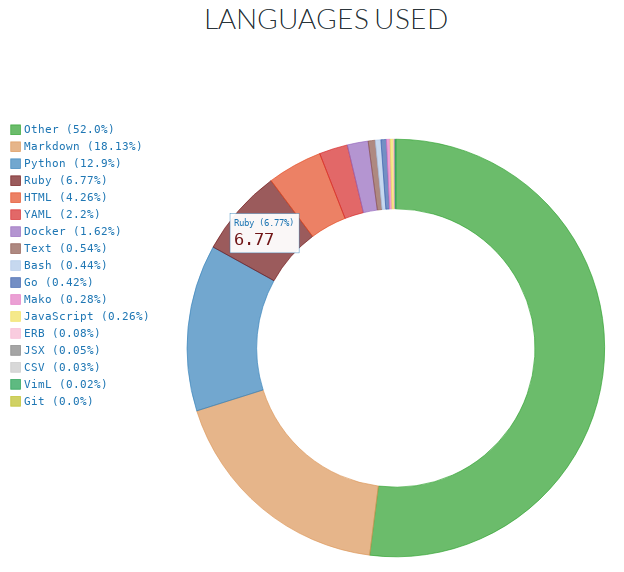 LANGUAGES USED
Other (52.0%)
Markdown (18.13%)
Python (12.9%)
Ruby (6.77%)
HTML (4.26%)
YAML (2.2%)
Docker (1.62%)
Text (0.54%)
Bash (0.44%)
Go (0.42%)
Mako (0.28%)
JavaScript (0.26%)
ERB (0.08%)
JSX (0.05%)
CSV (0.03%)
VimL (0.02%)
Git (0.0%)
Ruby (6.77%)
6.77